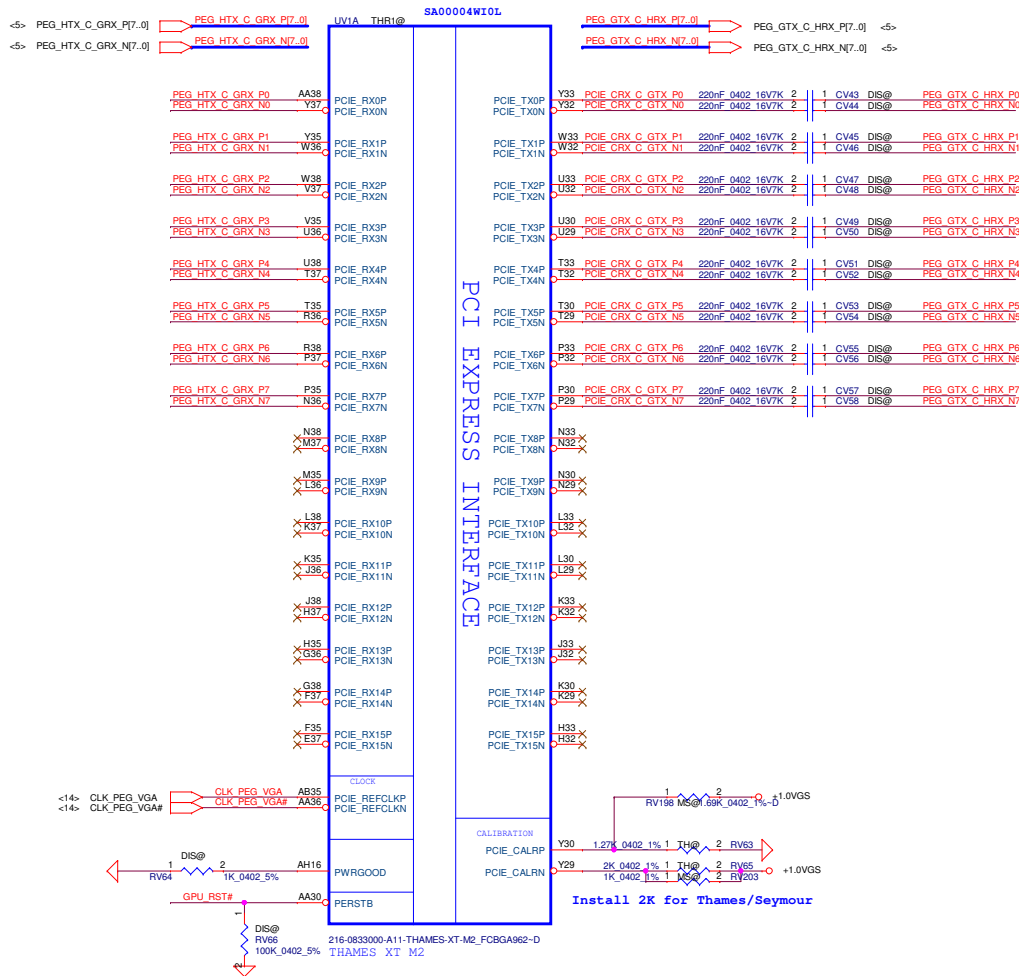 SA00004WI0L
UV1A THR1@
<5> PEG_HTX_C_GRX_P[7..0] PEG_HTX_C_GRX_P[7..0]
<5> PEG_HTX_C_GRX_N[7..0] PEG_HTX_C_GRX_N[7..0]
PEG_GTX_C_HRX_P[7..0] PEG_GTX_C_HRX_P[7..0] <5>
PEG_GTX_C_HRX_N[7..0] PEG_GTX_C_HRX_N[7..0] <5>
PEG_HTX_C_GRX_P0 AA38 PCIE_RX0P PCIE_TX0P Y33 PCIE_CRX_C_GTX_P0 220nF_0402_16V7K 2 1 CV43 DIS@ PEG_GTX_C_HRX_P0
PEG_HTX_C_GRX_N0 Y37 PCIE_RX0N PCIE_TX0N Y32 PCIE_CRX_C_GTX_N0 220nF_0402_16V7K 2 1 CV44 DIS@ PEG_GTX_C_HRX_N0
PEG_HTX_C_GRX_P1 Y35 PCIE_RX1P PCIE_TX1P W33 PCIE_CRX_C_GTX_P1 220nF_0402_16V7K 2 1 CV45 DIS@ PEG_GTX_C_HRX_P1
PEG_HTX_C_GRX_N1 W36 PCIE_RX1N PCIE_TX1N W32 PCIE_CRX_C_GTX_N1 220nF_0402_16V7K 2 1 CV46 DIS@ PEG_GTX_C_HRX_N1
PEG_HTX_C_GRX_P2 W38 PCIE_RX2P PCIE_TX2P U33 PCIE_CRX_C_GTX_P2 220nF_0402_16V7K 2 1 CV47 DIS@ PEG_GTX_C_HRX_P2
PEG_HTX_C_GRX_N2 V37 PCIE_RX2N PCIE_TX2N U32 PCIE_CRX_C_GTX_N2 220nF_0402_16V7K 2 1 CV48 DIS@ PEG_GTX_C_HRX_N2
PEG_HTX_C_GRX_P3 V35 PCIE_RX3P PCIE_TX3P U30 PCIE_CRX_C_GTX_P3 220nF_0402_16V7K 2 1 CV49 DIS@ PEG_GTX_C_HRX_P3
PEG_HTX_C_GRX_N3 U36 PCIE_RX3N PCIE_TX3N U29 PCIE_CRX_C_GTX_N3 220nF_0402_16V7K 2 1 CV50 DIS@ PEG_GTX_C_HRX_N3
PEG_HTX_C_GRX_P4 U38 PCIE_RX4P PCIE_TX4P T33 PCIE_CRX_C_GTX_P4 220nF_0402_16V7K 2 1 CV51 DIS@ PEG_GTX_C_HRX_P4
PEG_HTX_C_GRX_N4 T37 PCIE_RX4N PCIE_TX4N T32 PCIE_CRX_C_GTX_N4 220nF_0402_16V7K 2 1 CV52 DIS@ PEG_GTX_C_HRX_N4
PEG_HTX_C_GRX_P5 T35 PCIE_RX5P PCIE_TX5P T30 PCIE_CRX_C_GTX_P5 220nF_0402_16V7K 2 1 CV53 DIS@ PEG_GTX_C_HRX_P5
PEG_HTX_C_GRX_N5 R36 PCIE_RX5N PCIE_TX5N T29 PCIE_CRX_C_GTX_N5 220nF_0402_16V7K 2 1 CV54 DIS@ PEG_GTX_C_HRX_N5
PEG_HTX_C_GRX_P6 R38 PCIE_RX6P PCIE_TX6P P33 PCIE_CRX_C_GTX_P6 220nF_0402_16V7K 2 1 CV55 DIS@ PEG_GTX_C_HRX_P6
PEG_HTX_C_GRX_N6 P37 PCIE_RX6N PCIE_TX6N P32 PCIE_CRX_C_GTX_N6 220nF_0402_16V7K 2 1 CV56 DIS@ PEG_GTX_C_HRX_N6
PEG_HTX_C_GRX_P7 P35 PCIE_RX7P PCIE_TX7P P30 PCIE_CRX_C_GTX_P7 220nF_0402_16V7K 2 1 CV57 DIS@ PEG_GTX_C_HRX_P7
PEG_HTX_C_GRX_N7 N36 PCIE_RX7N PCIE_TX7N P29 PCIE_CRX_C_GTX_N7 220nF_0402_16V7K 2 1 CV58 DIS@ PEG_GTX_C_HRX_N7
PCI EXPRESS INTERFACE
N38 PCIE_RX8P PCIE_TX8P N33
M37 PCIE_RX8N PCIE_TX8N N32
M35 PCIE_RX9P PCIE_TX9P N30
L36 PCIE_RX9N PCIE_TX9N N29
L38 PCIE_RX10P PCIE_TX10P L33
K37 PCIE_RX10N PCIE_TX10N L32
K35 PCIE_RX11P PCIE_TX11P L30
J36 PCIE_RX11N PCIE_TX11N L29
J38 PCIE_RX12P PCIE_TX12P K33
H37 PCIE_RX12N PCIE_TX12N K32
H35 PCIE_RX13P PCIE_TX13P J33
G36 PCIE_RX13N PCIE_TX13N J32
G38 PCIE_RX14P PCIE_TX14P K30
F37 PCIE_RX14N PCIE_TX14N K29
F35 PCIE_RX15P PCIE_TX15P H33
E37 PCIE_RX15N PCIE_TX15N H32
CLOCK
<14> CLK_PEG_VGA CLK_PEG_VGA AB35 PCIE_REFCLKP
<14> CLK_PEG_VGA# CLK_PEG_VGA# AA36 PCIE_REFCLKN
1 2 +1.0VGS
RV198 MS@1.69K_0402_1%~D
CALIBRATION
PCIE_CALRP Y30 1.27K_0402_1% 1 TH@ 2 RV63
PCIE_CALRN Y29 2K_0402_1% 1 TH@ 2 RV65 +1.0VGS
1K_0402_1% 1 MS@ 2 RV203
Install 2K for Thames/Seymour
DIS@
1 2 AH16 PWRGOOD
RV64 1K_0402_5%
GPU_RST# AA30 PERSTB
1
DIS@
RV66
100K_0402_5%
2
216-0833000-A11-THAMES-XT-M2_FCBGA962~D
THAMES XT M2